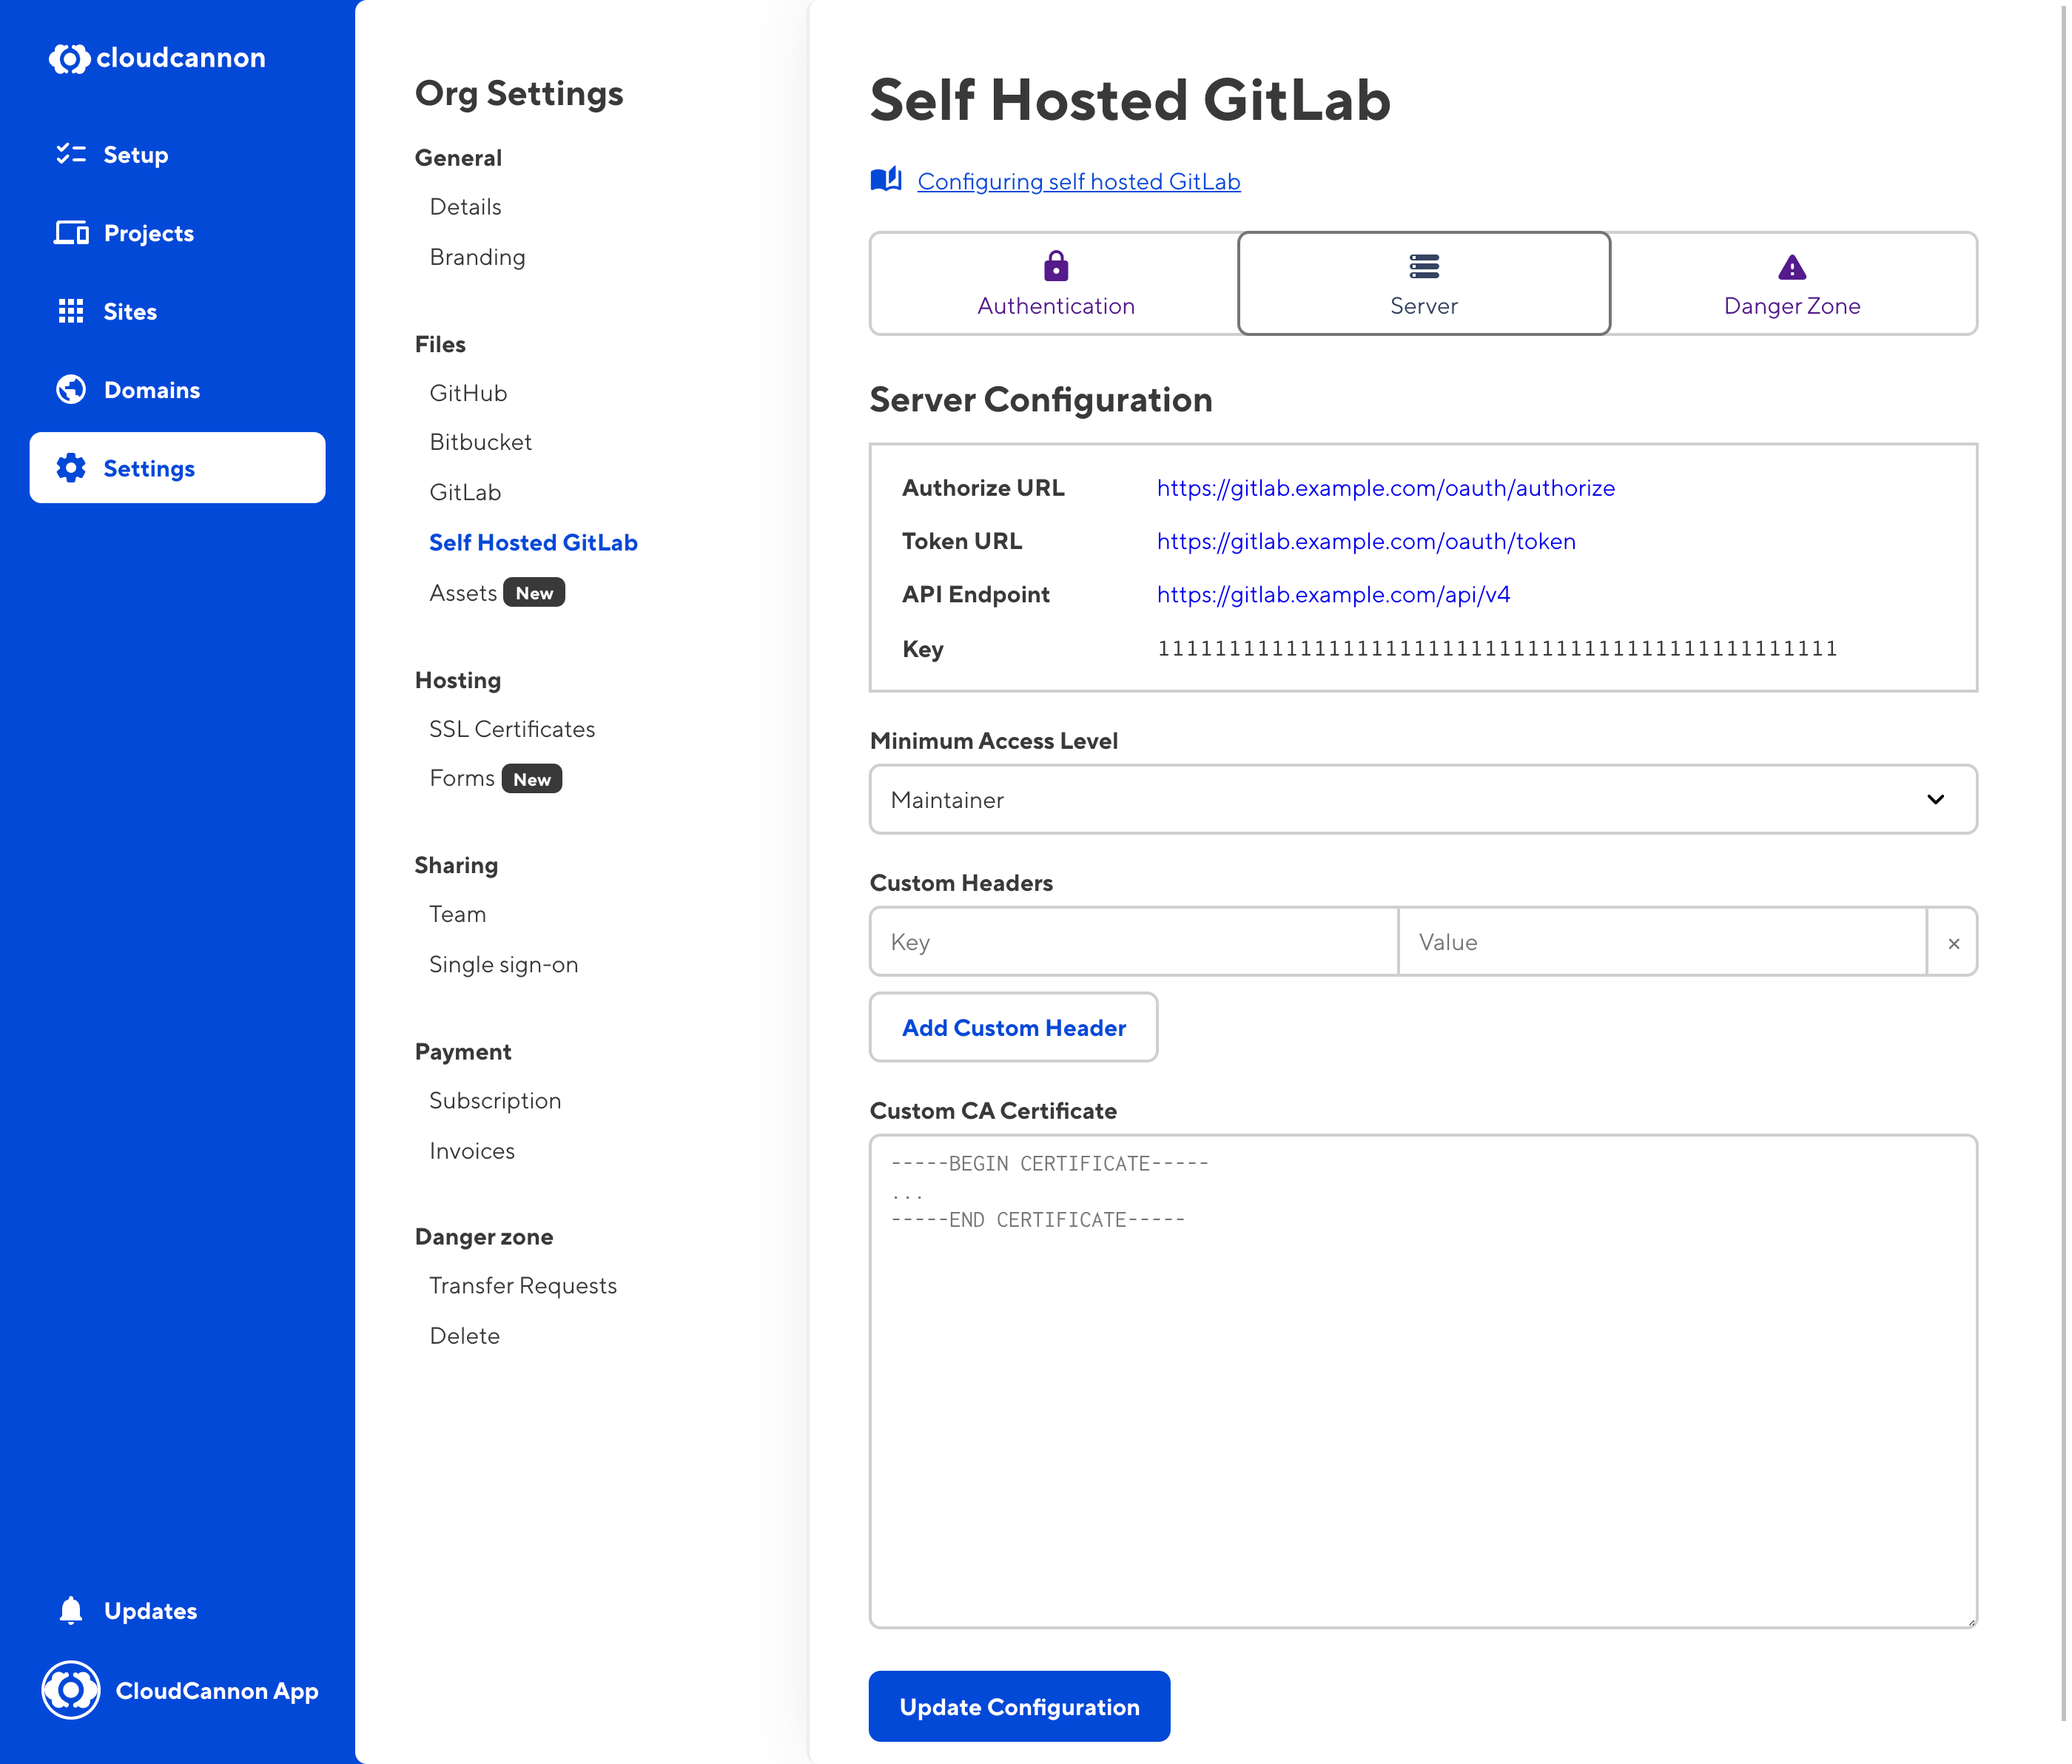 cloudcannon
Setup
Projects
Sites
Domains
Settings
Updates
CloudCannon App
Org Settings
General
Details
Branding
Files
GitHub
Bitbucket
GitLab
Self Hosted GitLab
Assets New
Hosting
SSL Certificates
Forms New
Sharing
Team
Single sign-on
Payment
Subscription
Invoices
Danger zone
Transfer Requests
Delete
Self Hosted GitLab
Configuring self hosted GitLab
Authentication
Server
Danger Zone
Server Configuration
Authorize URL https://gitlab.example.com/oauth/authorize
Token URL https://gitlab.example.com/oauth/token
API Endpoint https://gitlab.example.com/api/v4
Key 111111111111111111111111111111111111111111111111
Minimum Access Level
Maintainer
Custom Headers
Key Value ×
Add Custom Header
Custom CA Certificate
-----BEGIN CERTIFICATE-----
...
-----END CERTIFICATE-----
Update Configuration